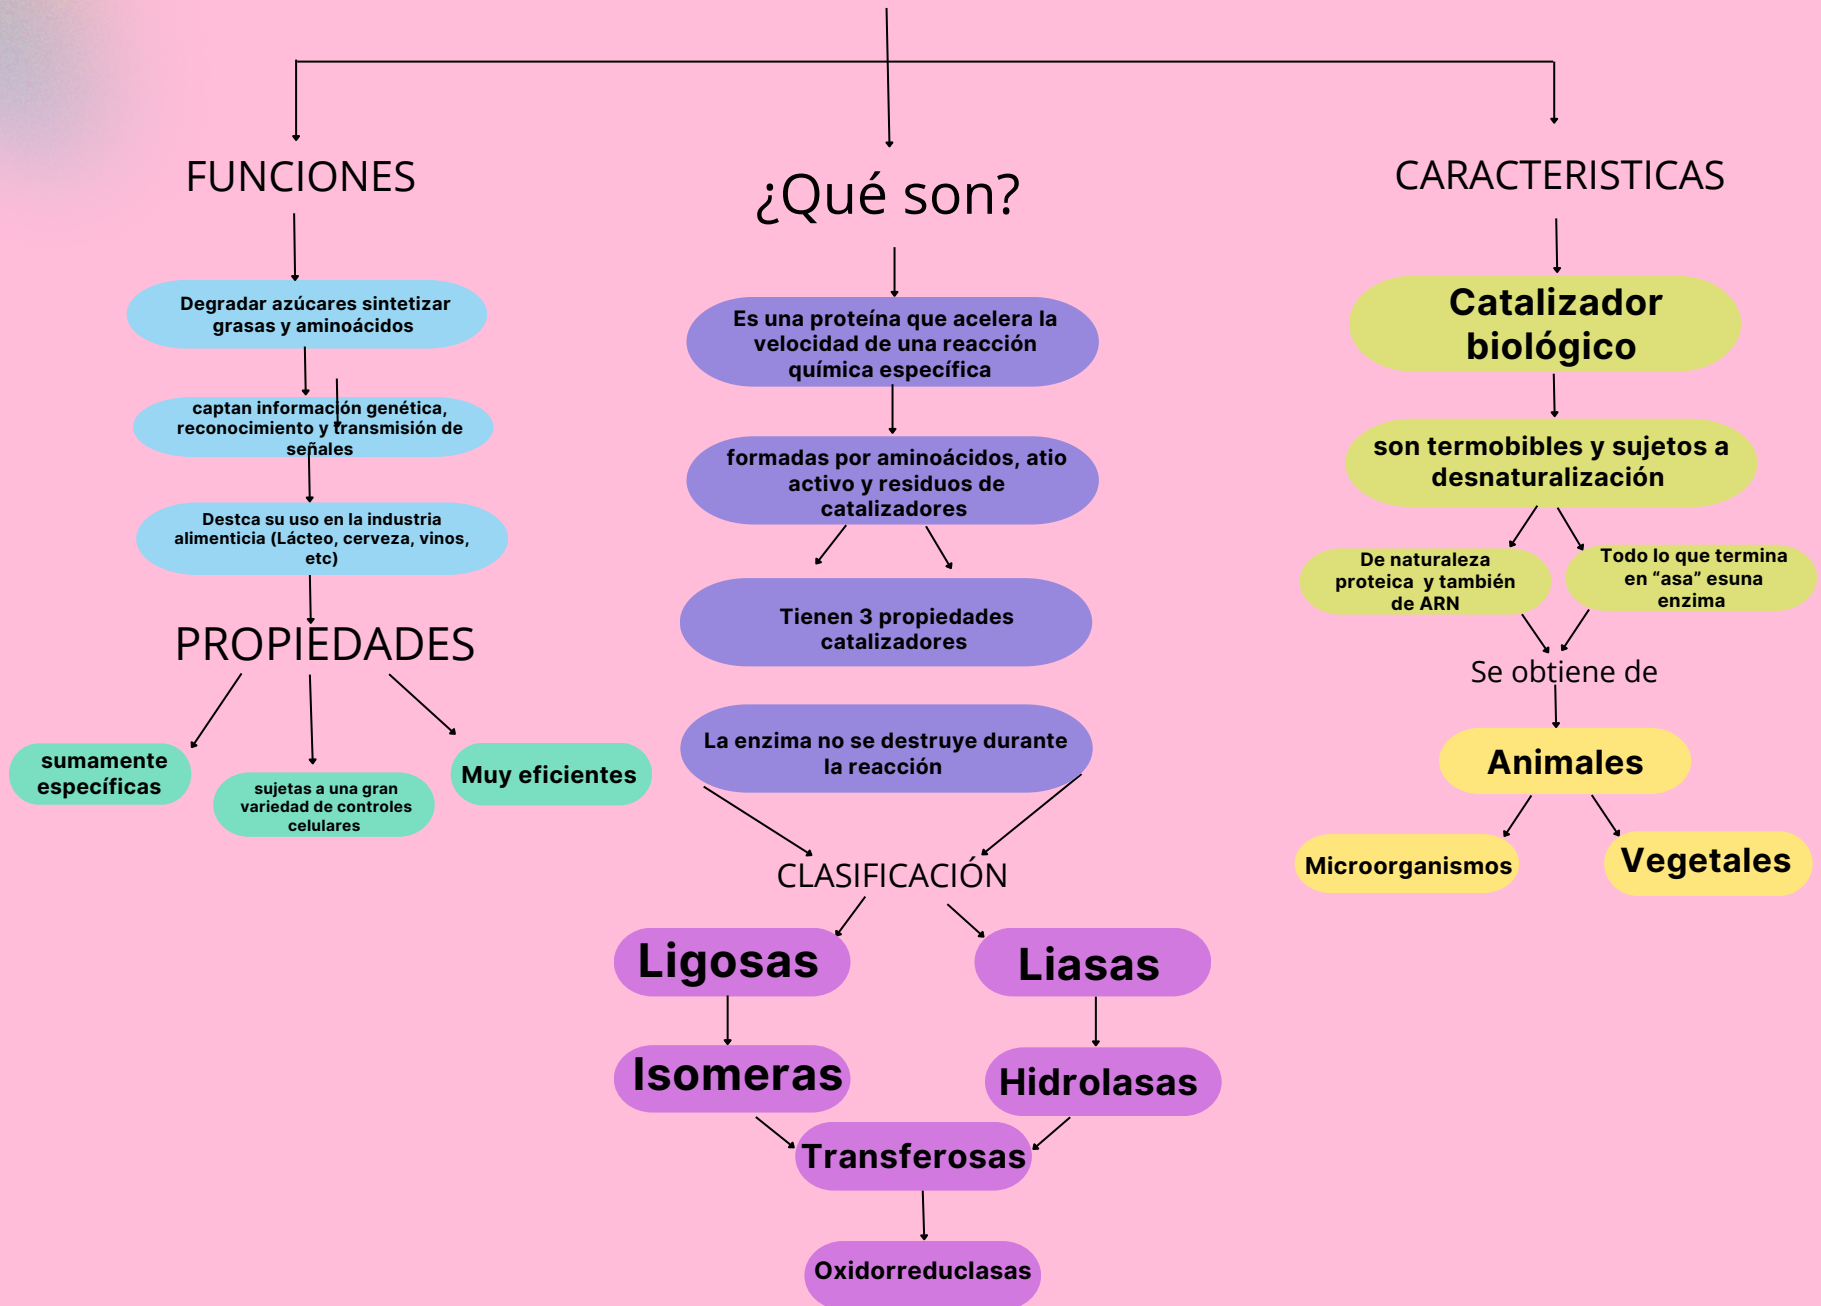 FUNCIONES
Degradar azúcares sintetizar
grasas y aminoácidos
captan información genética,
reconocimiento y transmisión de
señales
Destca su uso en la industria
alimenticia (Lácteo, cerveza, vinos,
etc)
PROPIEDADES
sumamente
específicas
sujetas a una gran
variedad de controles
celulares
Muy eficientes
¿Qué son?
Es una proteína que acelera la
velocidad de una reacción
química específica
formadas por aminoácidos, atio
activo y residuos de
catalizadores
Tienen 3 propiedades
catalizadores
La enzima no se destruye durante
la reacción
CLASIFICACIÓN
Ligosas
Liasas
Isomeras
Hidrolasas
Transferosas
Oxidorreduclasas
CARACTERISTICAS
Catalizador
biológico
son termobibles y sujetos a
desnaturalización
De naturaleza
proteica y también
de ARN
Todo lo que termina
en “asa” esuna
enzima
Se obtiene de
Animales
Microorganismos
Vegetales